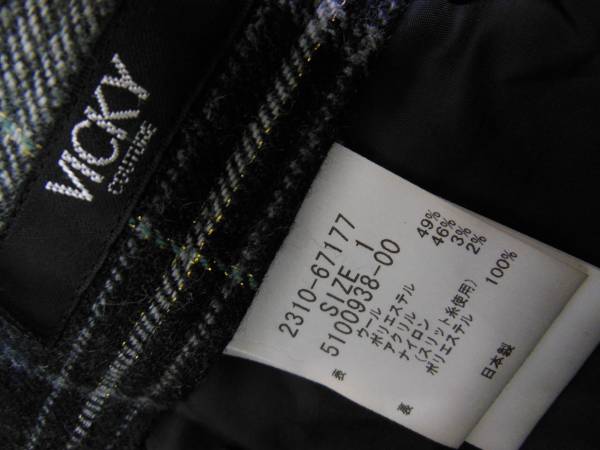 VICKY
COUTURE
2310-67177
SIZE 1
5100938-00
表 ウール 49%
ポリエステル 46%
アクリル 3%
ナイロン 2%
(スリット糸使用)
裏 ポリエステル 100%
日本製